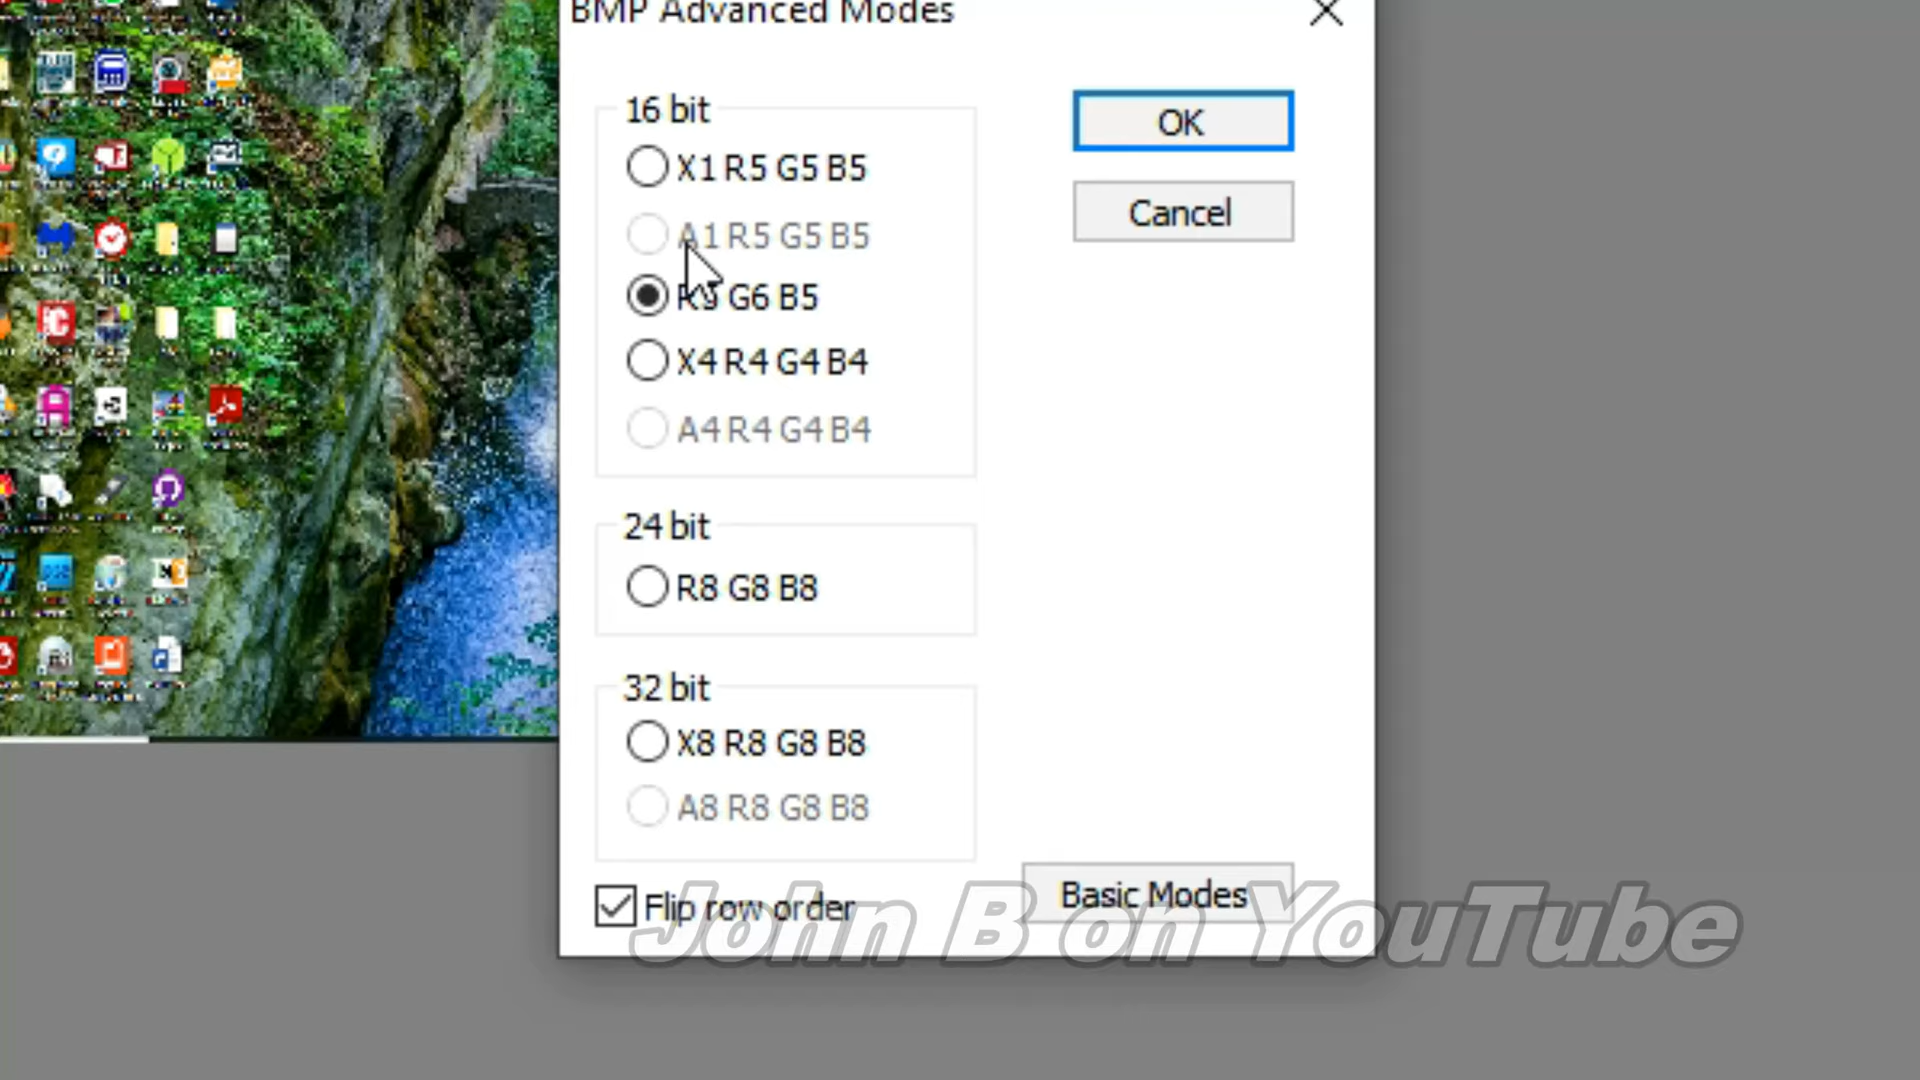 BMP Advanced Modes
16 bit
OK
X1 R5 G5 B5
Cancel
A1 R5 G5 B5
R5 G6 B5
X4 R4 G4 B4
A4 R4 G4 B4
24 bit
R8 G8 B8
32 bit
X8 R8 G8 B8
A8 R8 G8 B8
Basic Modes
Flip row order
John B on YouTube